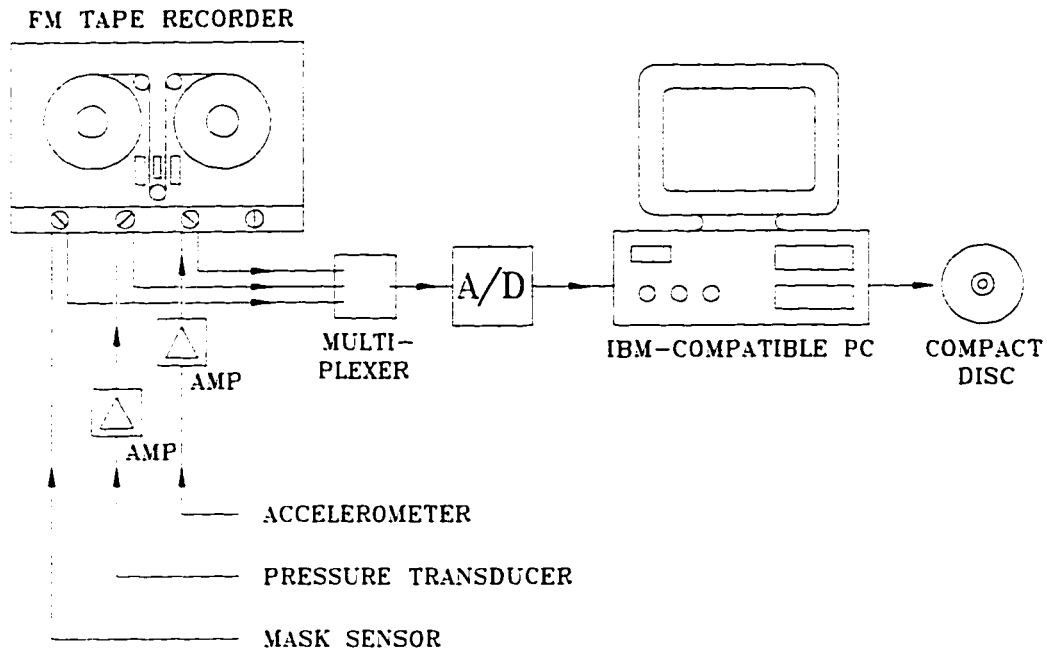 FM TAPE RECORDER
A/D
MULTI-
PLEXER
IBM-COMPATIBLE PC
COMPACT
DISC
AMP
AMP
ACCELEROMETER
PRESSURE TRANSDUCER
MASK SENSOR